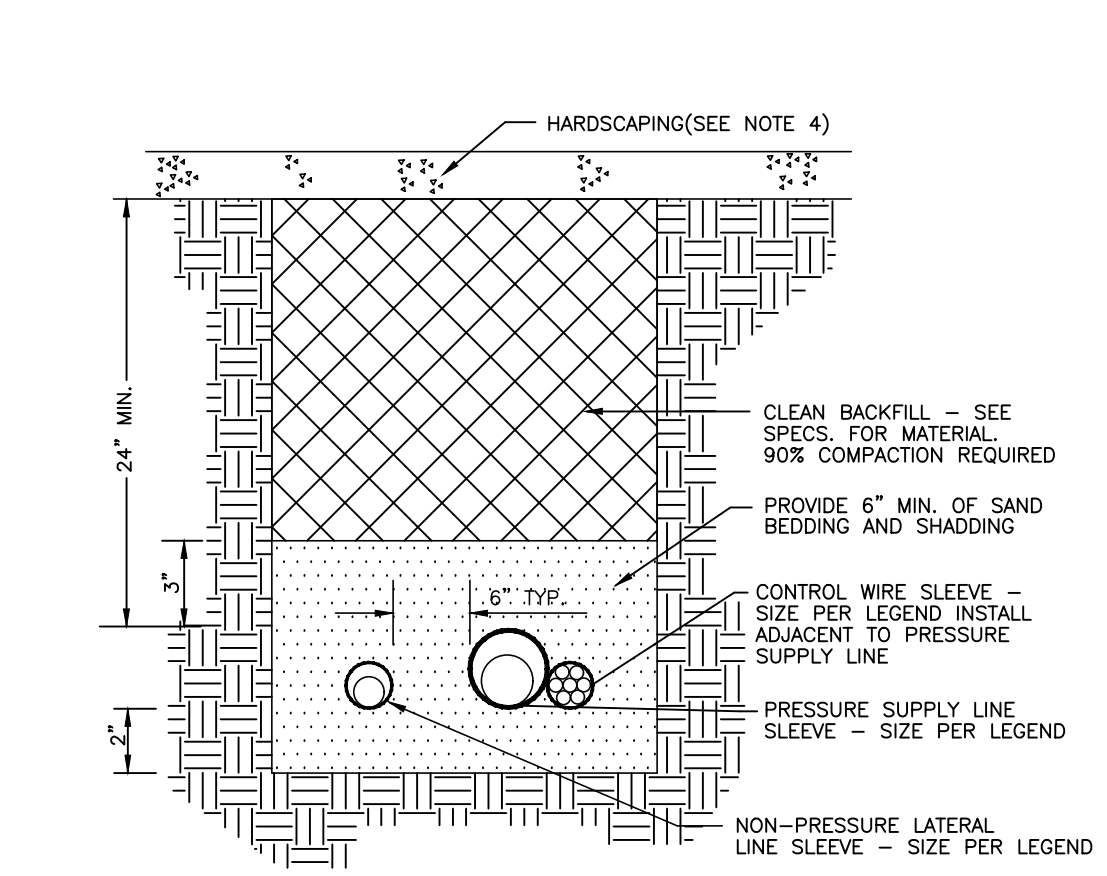 HARDSCAPING(SEE NOTE 4)
24" MIN.
CLEAN BACKFILL – SEE
SPECS. FOR MATERIAL.
90% COMPACTION REQUIRED
PROVIDE 6" MIN. OF SAND
BEDDING AND SHADDING
3"
6" TYP.
CONTROL WIRE SLEEVE –
SIZE PER LEGEND INSTALL
ADJACENT TO PRESSURE
SUPPLY LINE
2"
PRESSURE SUPPLY LINE
SLEEVE – SIZE PER LEGEND
NON–PRESSURE LATERAL
LINE SLEEVE – SIZE PER LEGEND